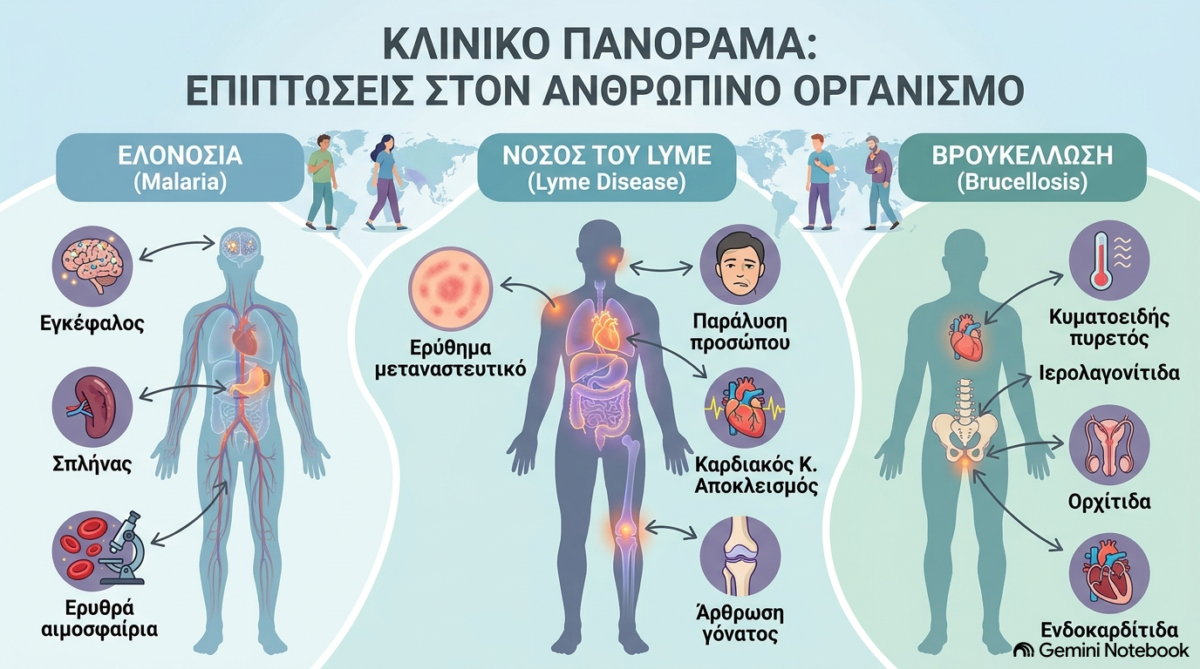 ΚΛΙΝΙΚΟ ΠΑΝΟΡΑΜΑ:
ΕΠΙΠΤΩΣΕΙΣ ΣΤΟΝ ΑΝΘΡΩΠΙΝΟ ΟΡΓΑΝΙΣΜΟ
ΕΛΟΝΟΣΙΑ
(Malaria)
Εγκέφαλος
Σπλήνας
Ερυθρά
αιμοσφαίρια
ΝΟΣΟΣ ΤΟΥ LYME
(Lyme Disease)
Ερύθημα
μεταναστευτικό
Παράλυση
προσώπου
Καρδιακός Κ.
Αποκλεισμός
Άρθρωση
γόνατος
ΒΡΟΥΚΕΛΛΩΣΗ
(Brucellosis)
Κυματοειδής
πυρετός
Ιερολαγονίτιδα
Ορχίτιδα
Ενδοκαρδίτιδα
Gemini Notebook